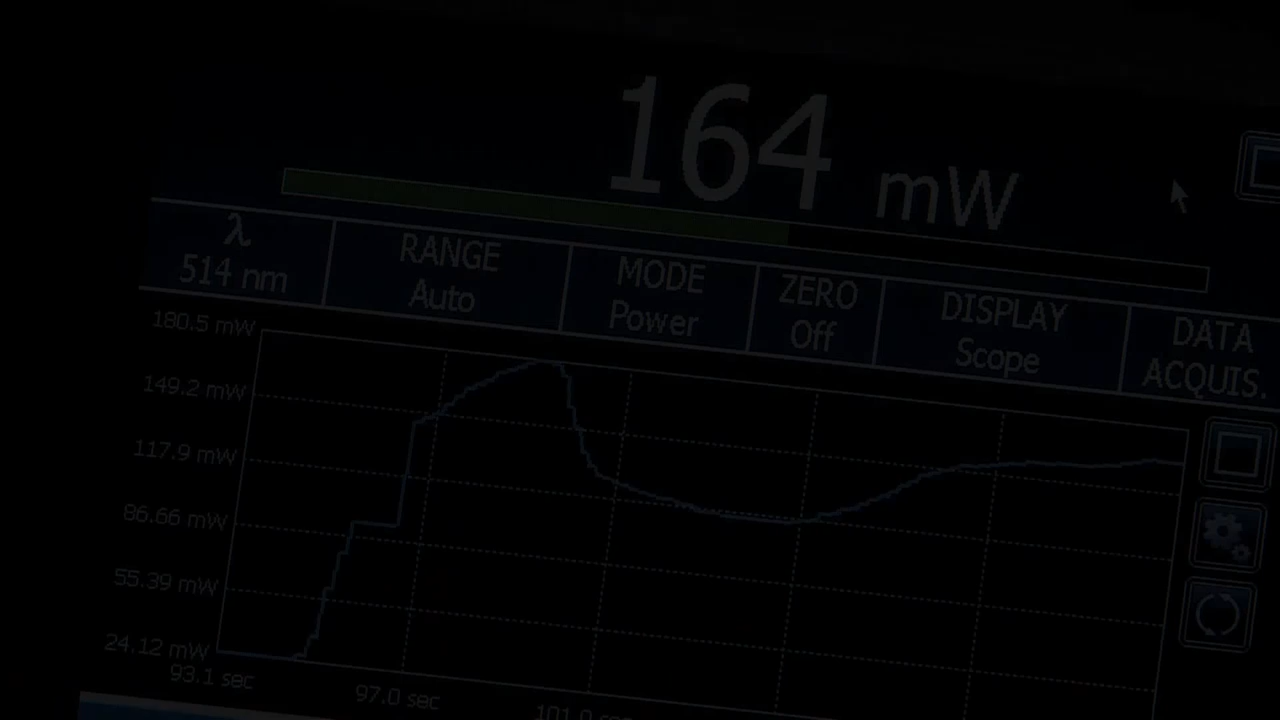 164 mW
λ
514 nm
RANGE
Auto
MODE
Power
ZERO
Off
DISPLAY
Scope
DATA
ACQUIS.
180.5 mW
149.2 mW
117.9 mW
86.66 mW
55.39 mW
24.12 mW
93.1 sec
97.0 sec